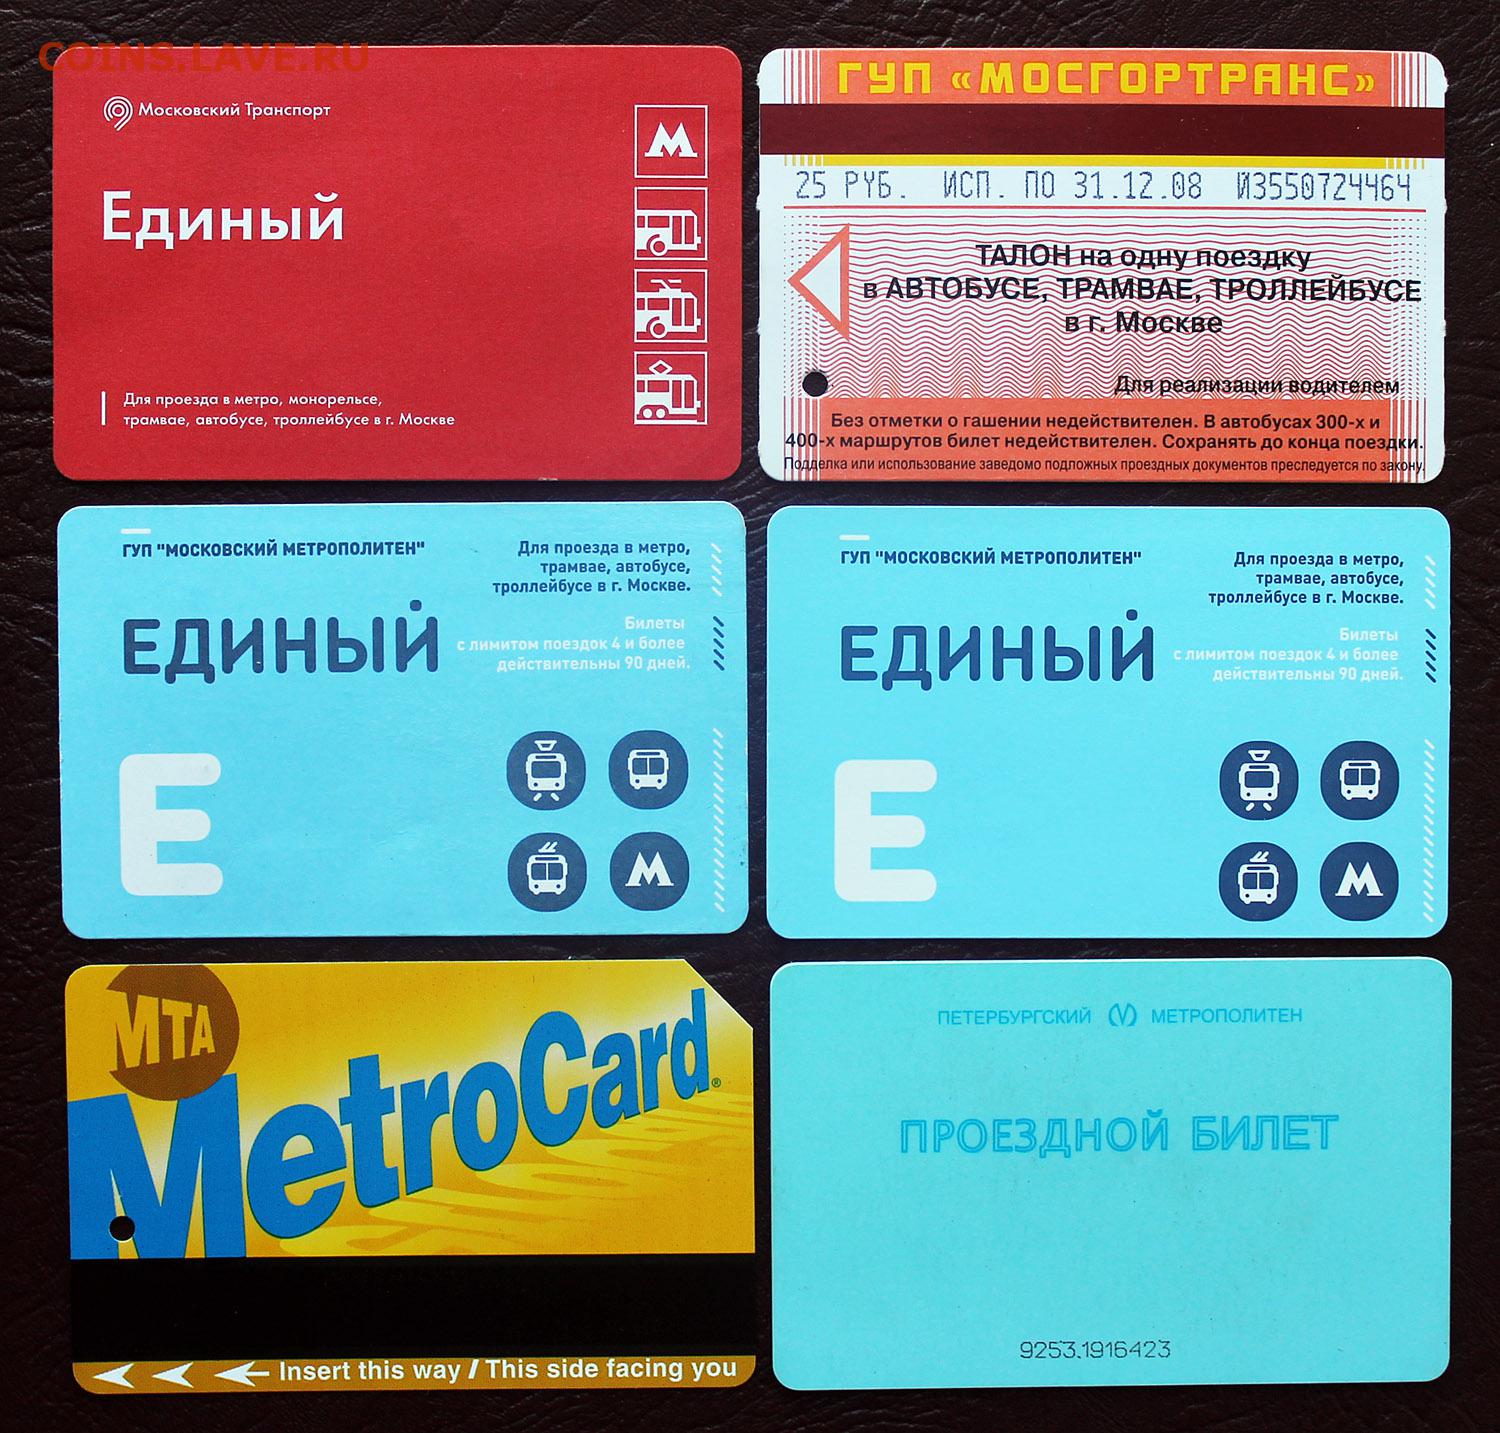 COINS.LAVE.RU
Московский Транспорт
Единый
М
Для проезда в метро, монорельсе,
трамвае, автобусе, троллейбусе в г. Москве
ГУП «МОСГОРТРАНС»
25 РУБ. ИСП. ПО 31.12.08 И3550724464
ТАЛОН на одну поездку
в АВТОБУСЕ, ТРАМВАЕ, ТРОЛЛЕЙБУСЕ
в г. Москве
Для реализации водителем
Без отметки о гашении недействителен. В автобусах 300-х и
400-х маршрутов билет недействителен. Сохранять до конца поездки.
Подделка или использование заведомо подложных проездных документов преследуется по закону.
ГУП "МОСКОВСКИЙ МЕТРОПОЛИТЕН"
Для проезда в метро,
трамвае, автобусе,
троллейбусе в г. Москве.
ЕДИНЫЙ
Билеты
с лимитом поездок 4 и более
действительны 90 дней.
Е
М
ГУП "МОСКОВСКИЙ МЕТРОПОЛИТЕН"
Для проезда в метро,
трамвае, автобусе,
троллейбусе в г. Москве.
ЕДИНЫЙ
Билеты
с лимитом поездок 4 и более
действительны 90 дней.
Е
М
MTA
MetroCard®
Insert this way / This side facing you
ПЕТЕРБУРГСКИЙ М МЕТРОПОЛИТЕН
ПРОЕЗДНОЙ БИЛЕТ
9253.1916423